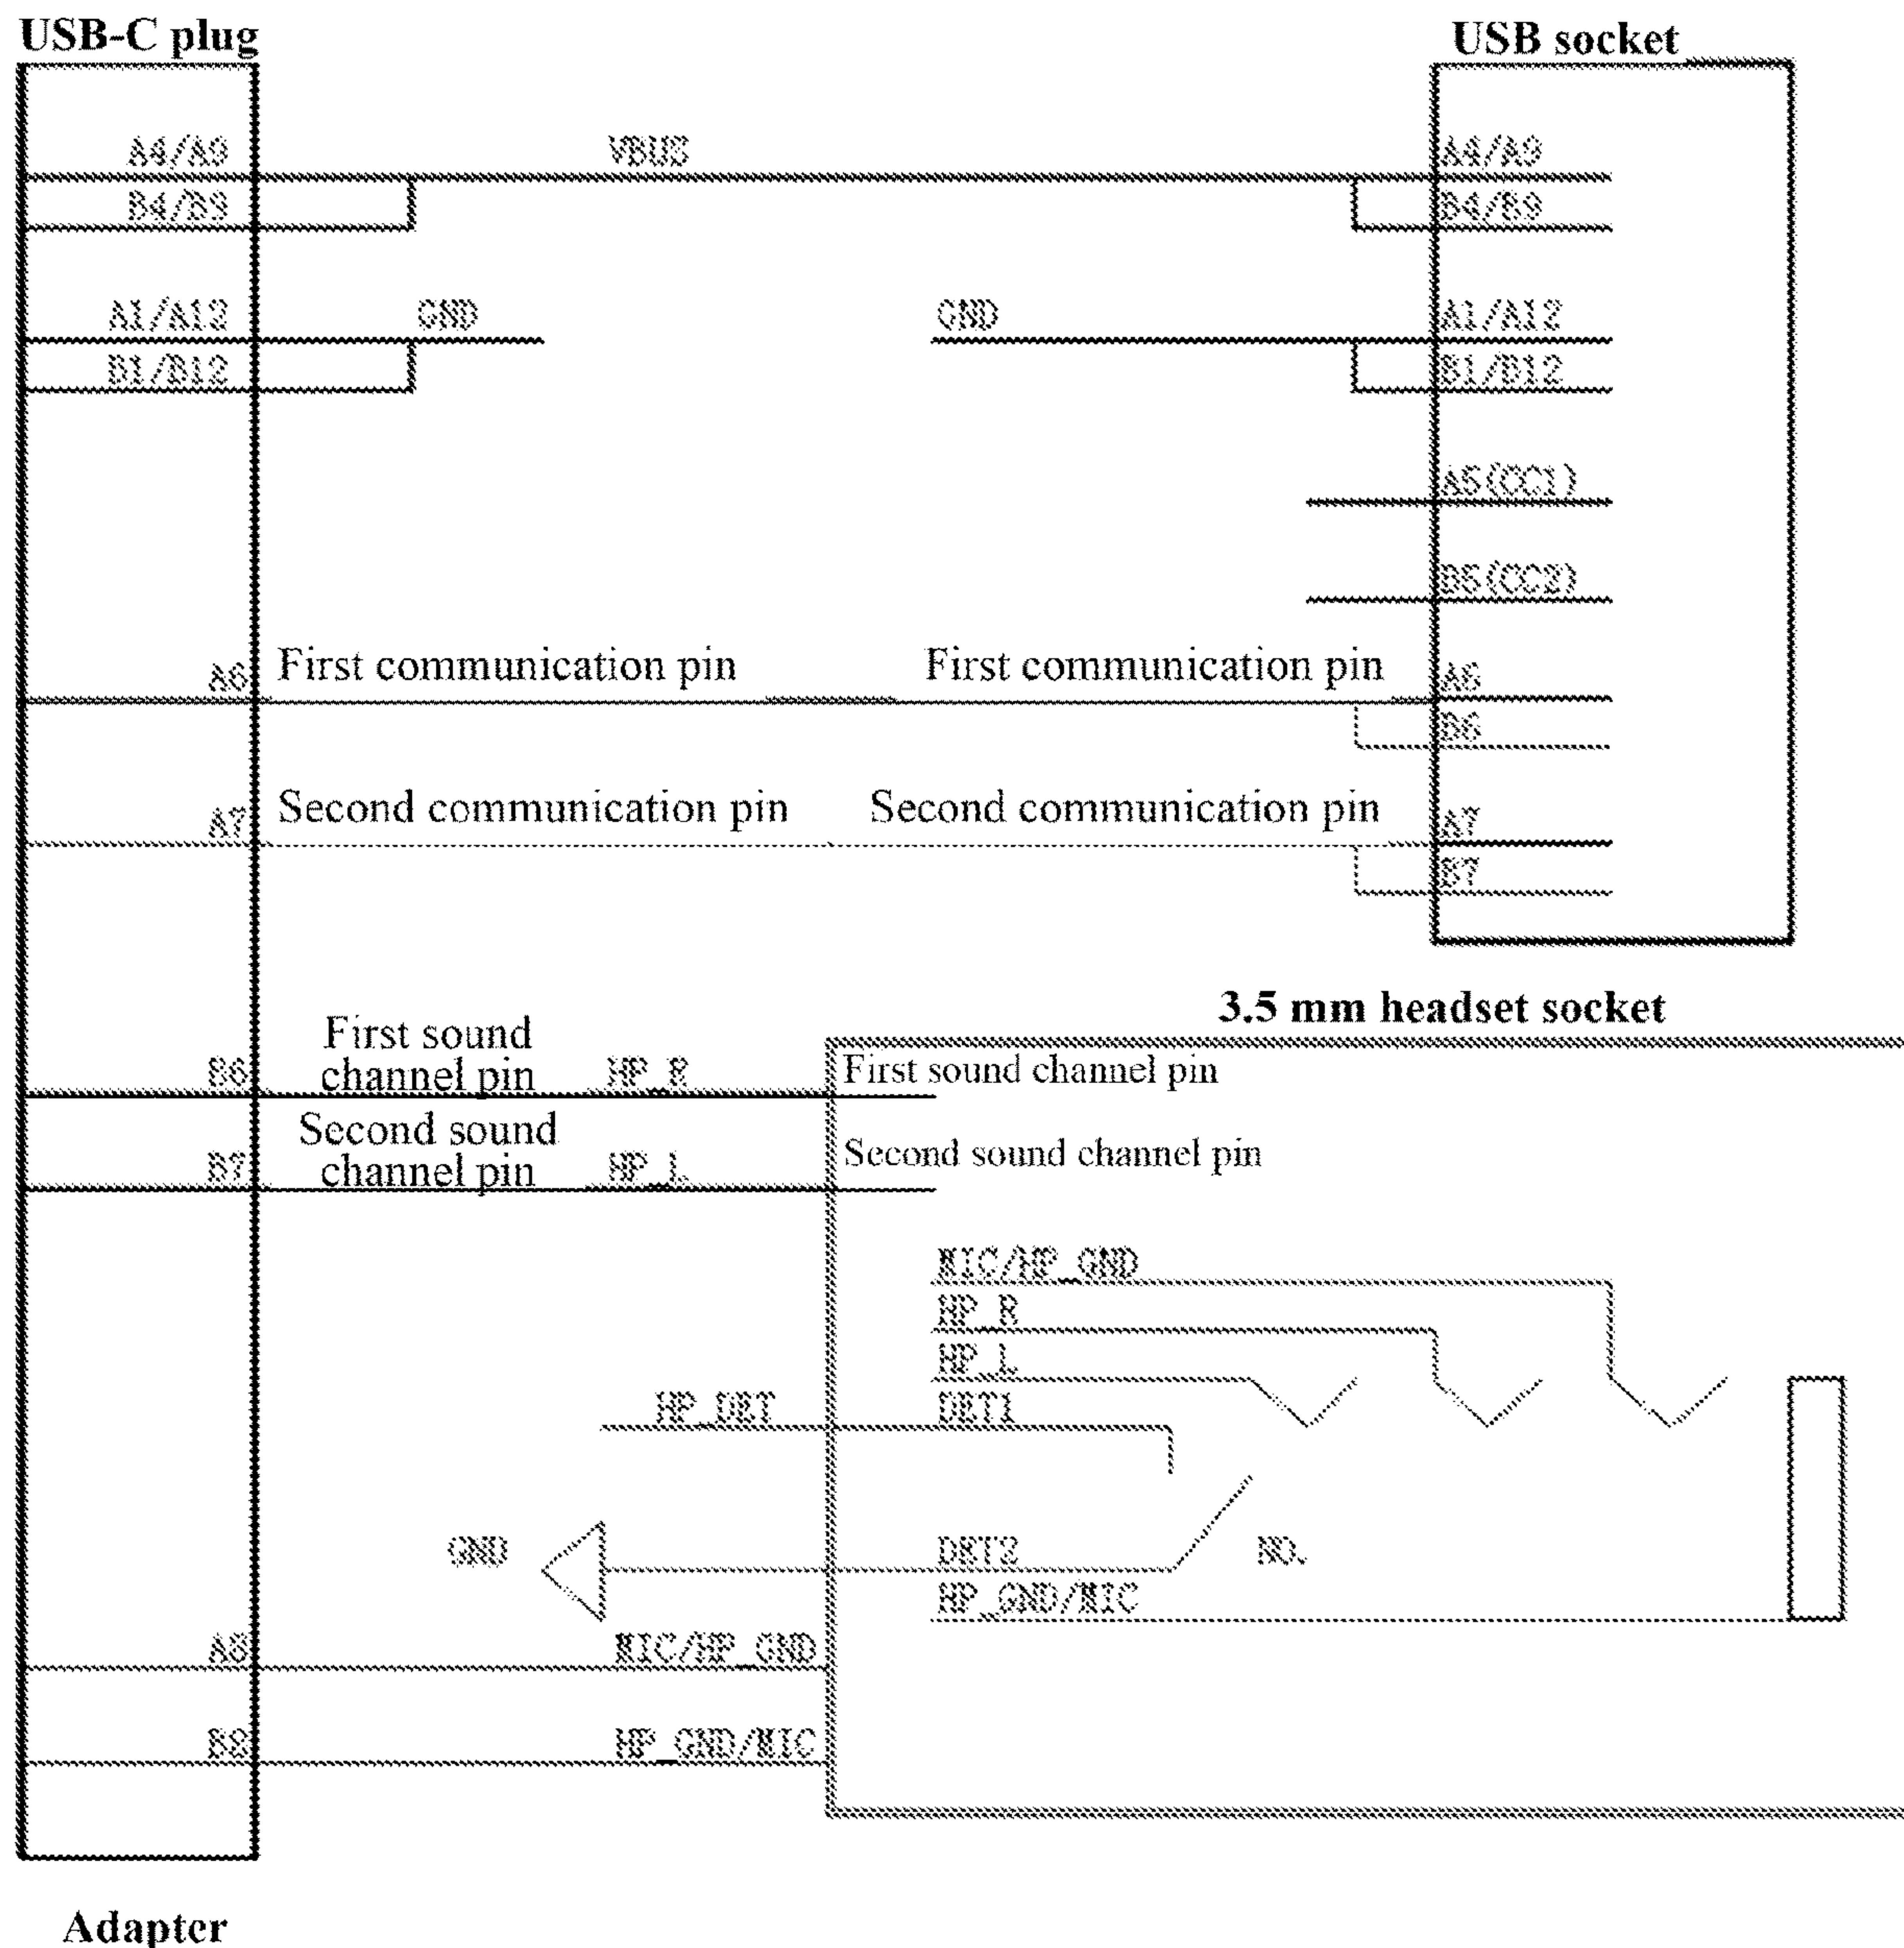 USB-C plug
USB socket
A4/A9
VBUS
A4/A9
B4/B9
B4/B9
A1/A12
GND
GND
A1/A12
B1/B12
B1/B12
A5(CC1)
B5(CC2)
A6
First communication pin
First communication pin
A6
B6
A7
Second communication pin
Second communication pin
A7
B7
3.5 mm headset socket
B6
First sound
channel pin
HP_R
First sound channel pin
B7
Second sound
channel pin
HP_L
Second sound channel pin
MIC/HP_GND
HP_R
HP_L
HP_DET
DET1
GND
DET2
NO.
HP_GND/MIC
A8
MIC/HP_GND
B8
HP_GND/MIC
Adapter